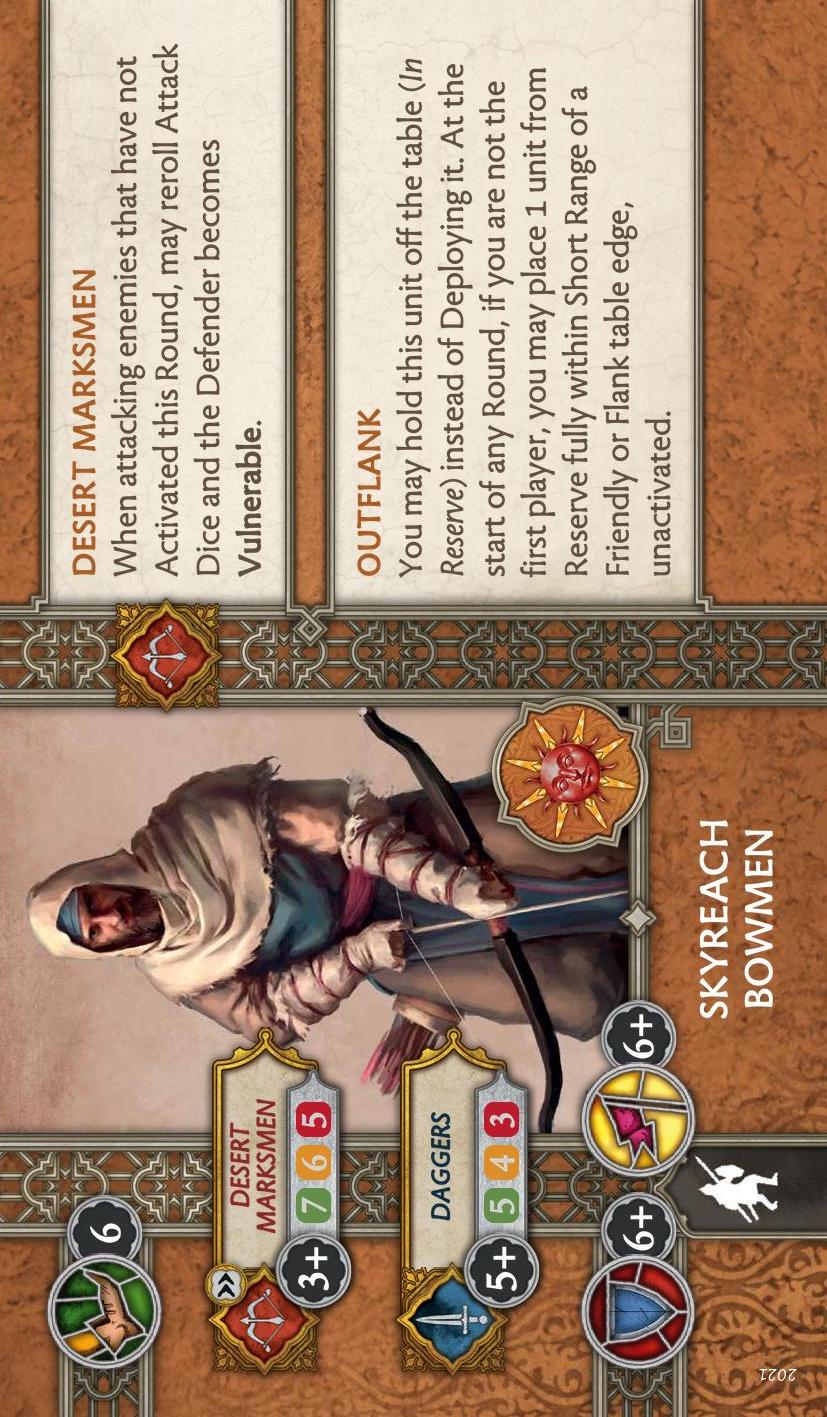 6
DESERT
MARKSMEN
3+
7 6 5
DAGGERS
5+
5 4 3
6+
6+
SKYREACH
BOWMEN
DESERT MARKSMEN
When attacking enemies that have not
Activated this Round, may reroll Attack
Dice and the Defender becomes
Vulnerable.
OUTFLANK
You may hold this unit off the table (In
Reserve) instead of Deploying it. At the
start of any Round, if you are not the
first player, you may place 1 unit from
Reserve fully within Short Range of a
Friendly or Flank table edge,
unactivated.
2021